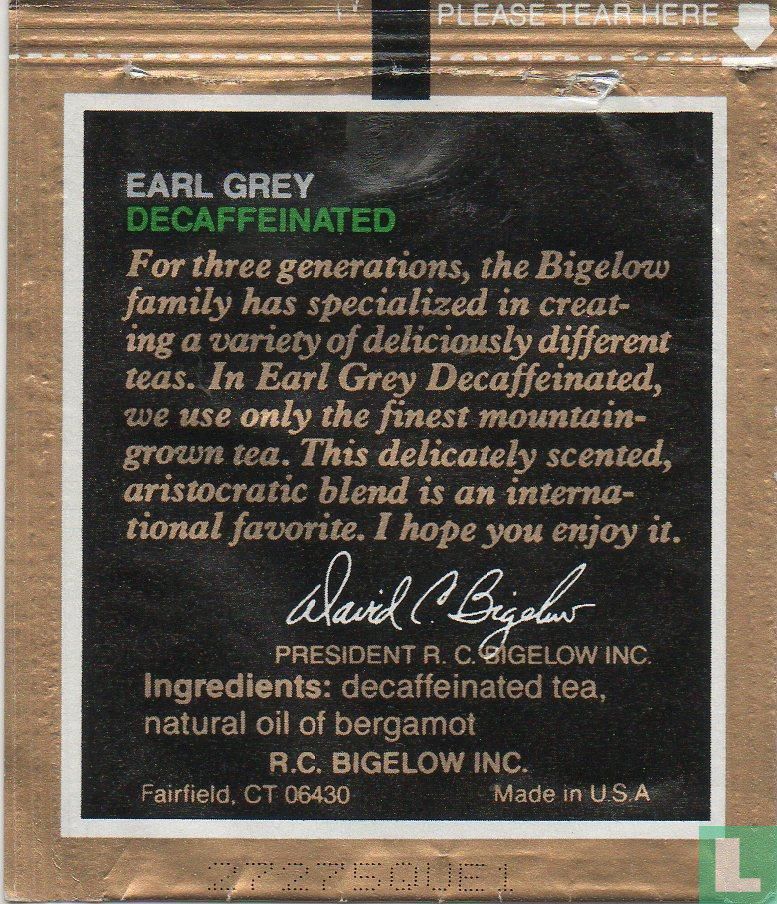 PLEASE TEAR HERE
EARL GREY
DECAFFEINATED
For three generations, the Bigelow
family has specialized in creat-
ing a variety of deliciously different
teas. In Earl Grey Decaffeinated,
we use only the finest mountain-
grown tea. This delicately scented,
aristocratic blend is an interna-
tional favorite. I hope you enjoy it.
David C. Bigelow
PRESIDENT R. C. BIGELOW INC.
Ingredients: decaffeinated tea,
natural oil of bergamot
R.C. BIGELOW INC.
Fairfield, CT 06430 Made in U.S.A
L